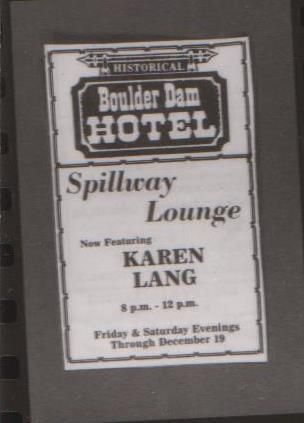 HISTORICAL
Boulder Dam
HOTEL
Spillway
Lounge
Now Featuring
KAREN
LANG
8 p.m. - 12 p.m.
Friday & Saturday Evenings
Through December 19